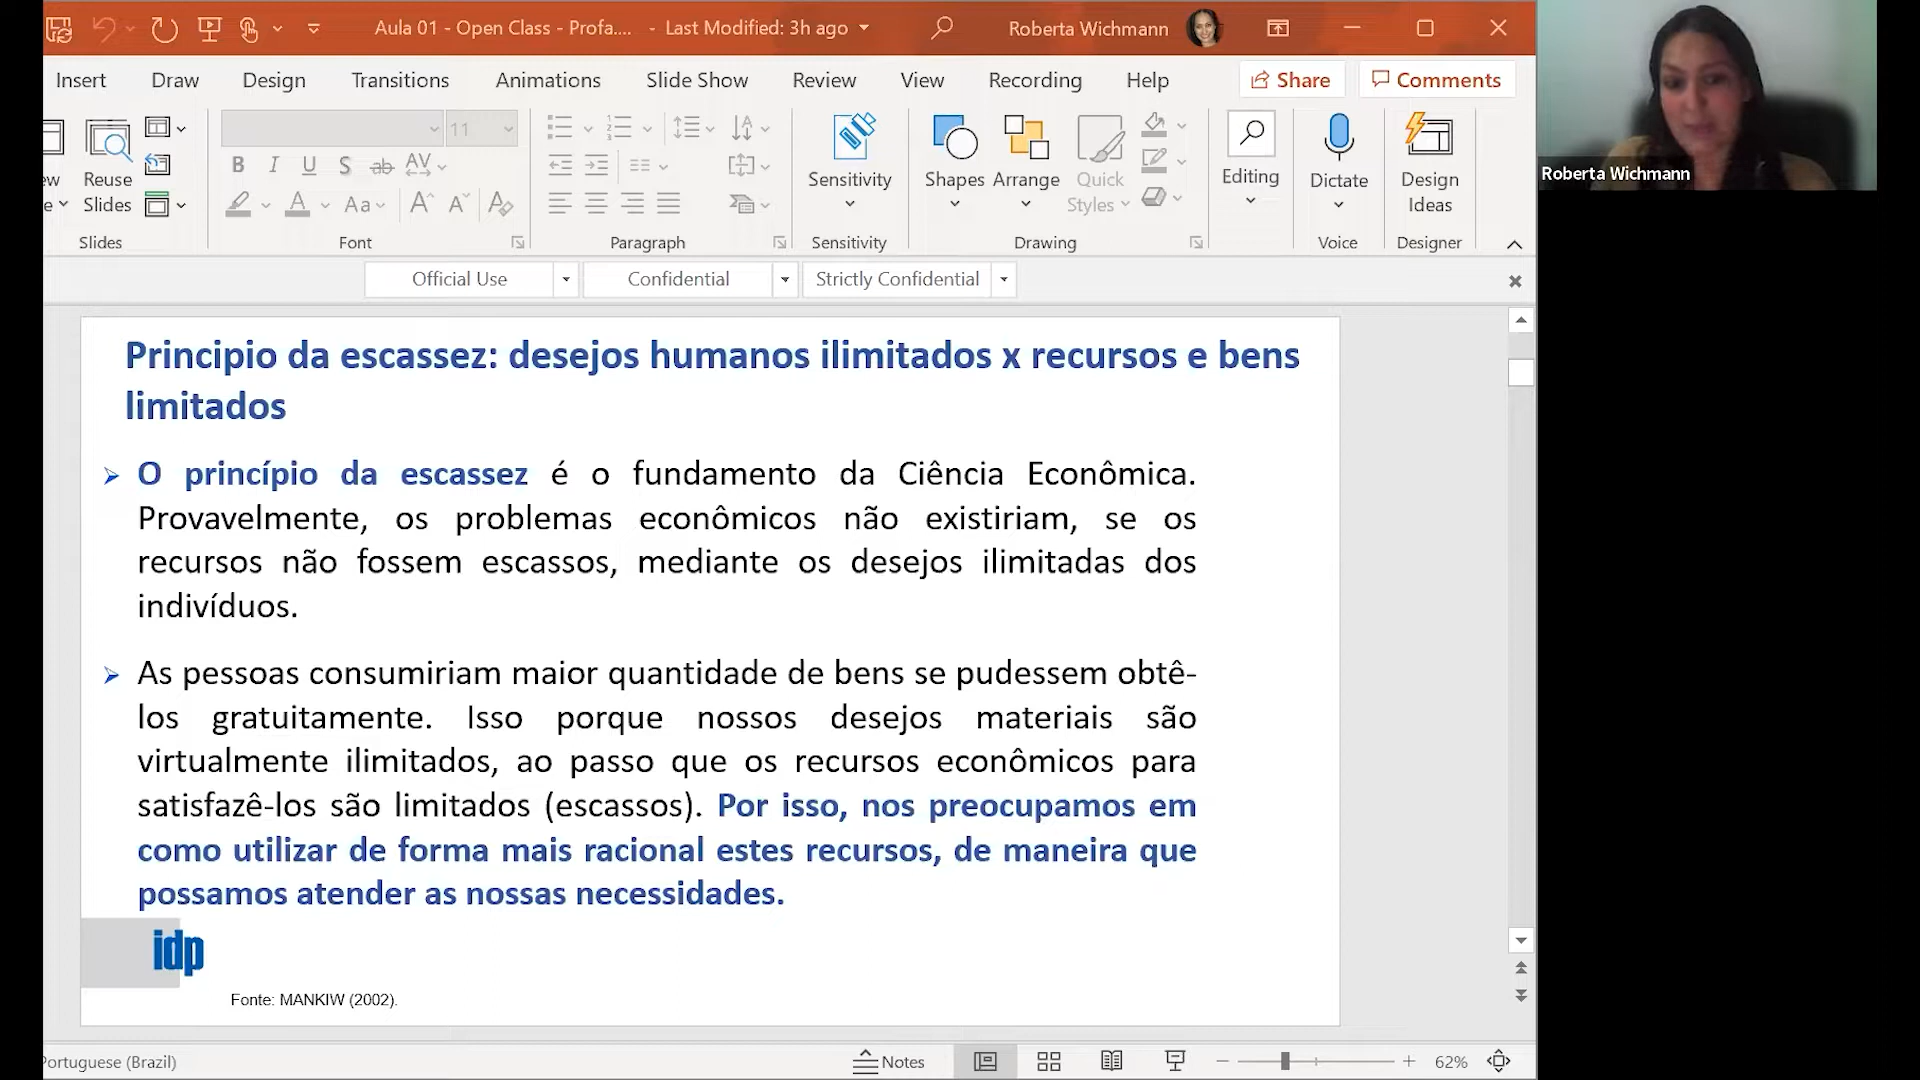 Aula 01 - Open Class - Profa.... - Last Modified: 3h ago
Roberta Wichmann
Insert Draw Design Transitions Animations Slide Show Review View Recording Help Share Comments
11
B I U S ab AV
Aa A A A
Reuse
Slides
Sensitivity
Shapes Arrange Quick
Styles
Editing
Dictate
Design
Ideas
Slides Font Paragraph Sensitivity Drawing Voice Designer
Official Use Confidential Strictly Confidential
Principio da escassez: desejos humanos ilimitados x recursos e bens
limitados
O princípio da escassez é o fundamento da Ciência Econômica.
Provavelmente, os problemas econômicos não existiriam, se os
recursos não fossem escassos, mediante os desejos ilimitadas dos
indivíduos.
As pessoas consumiriam maior quantidade de bens se pudessem obtê-
los gratuitamente. Isso porque nossos desejos materiais são
virtualmente ilimitados, ao passo que os recursos econômicos para
satisfazê-los são limitados (escassos). Por isso, nos preocupamos em
como utilizar de forma mais racional estes recursos, de maneira que
possamos atender as nossas necessidades.
idp
Fonte: MANKIW (2002).
Portuguese (Brazil)
Notes
62%
Roberta Wichmann